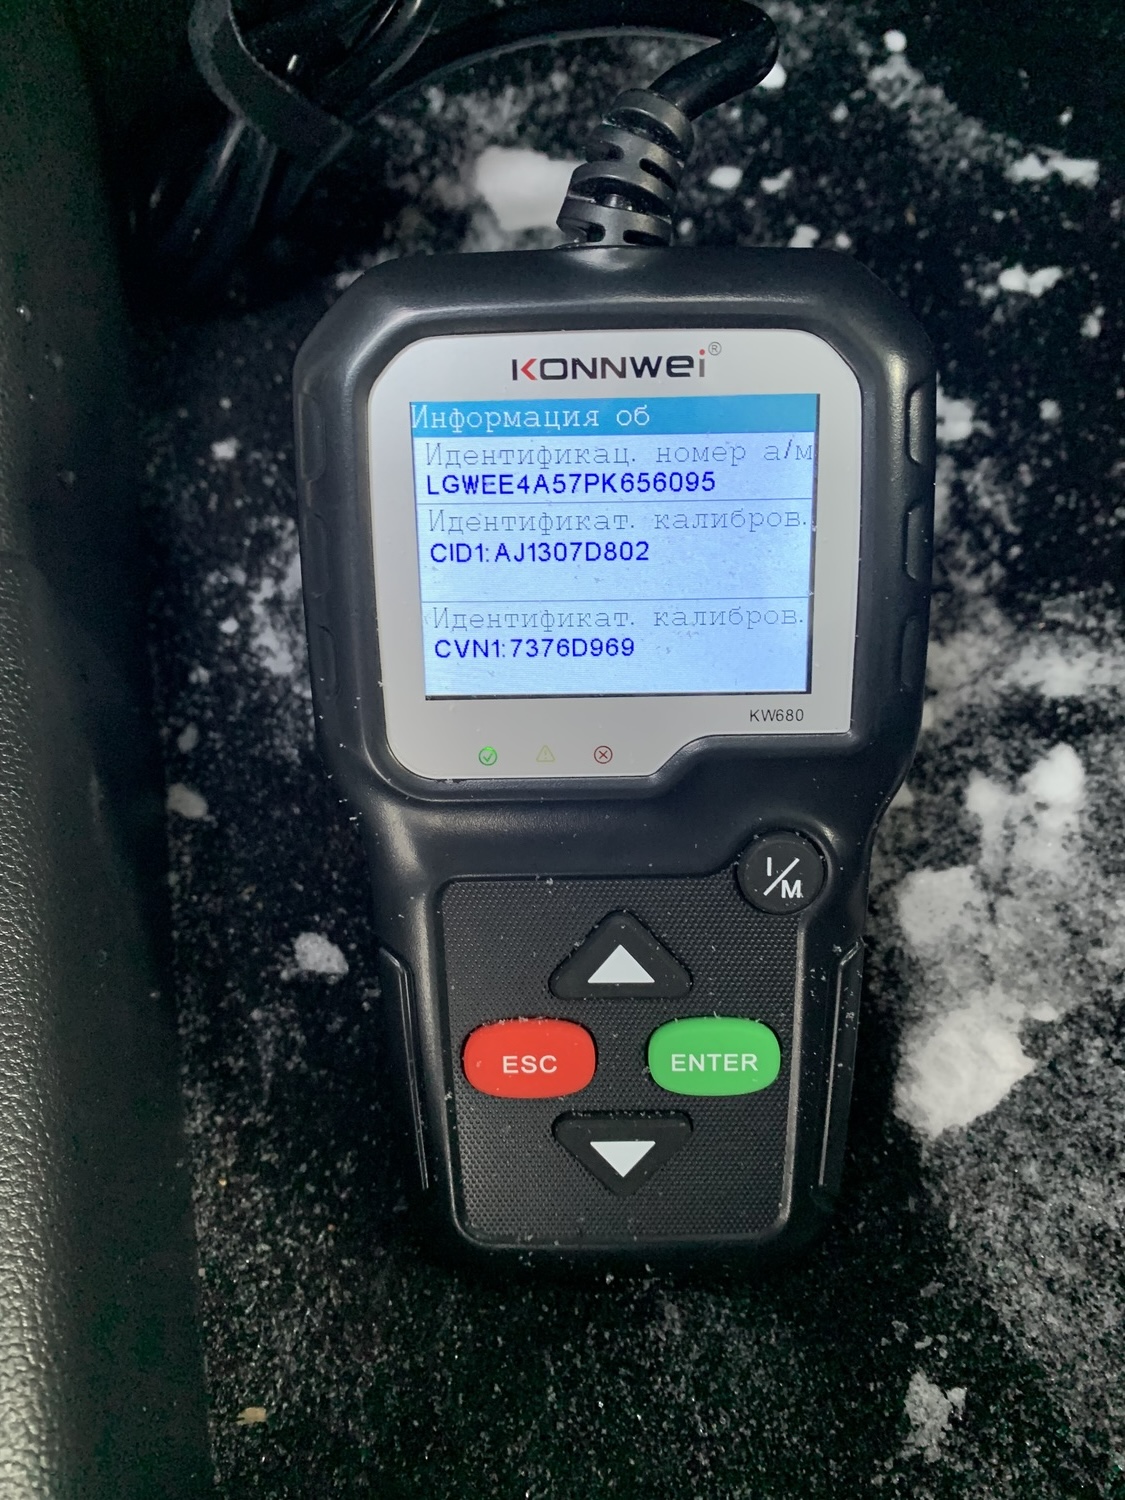 KONNWEI®
Информация об
Идентификац. номер а/м
LGWEE4A57PK656095
Идентификат. калибров.
CID1:AJ1307D802
Идентификат. калибров.
CVN1:7376D969
KW680
I/M
ESC
ENTER